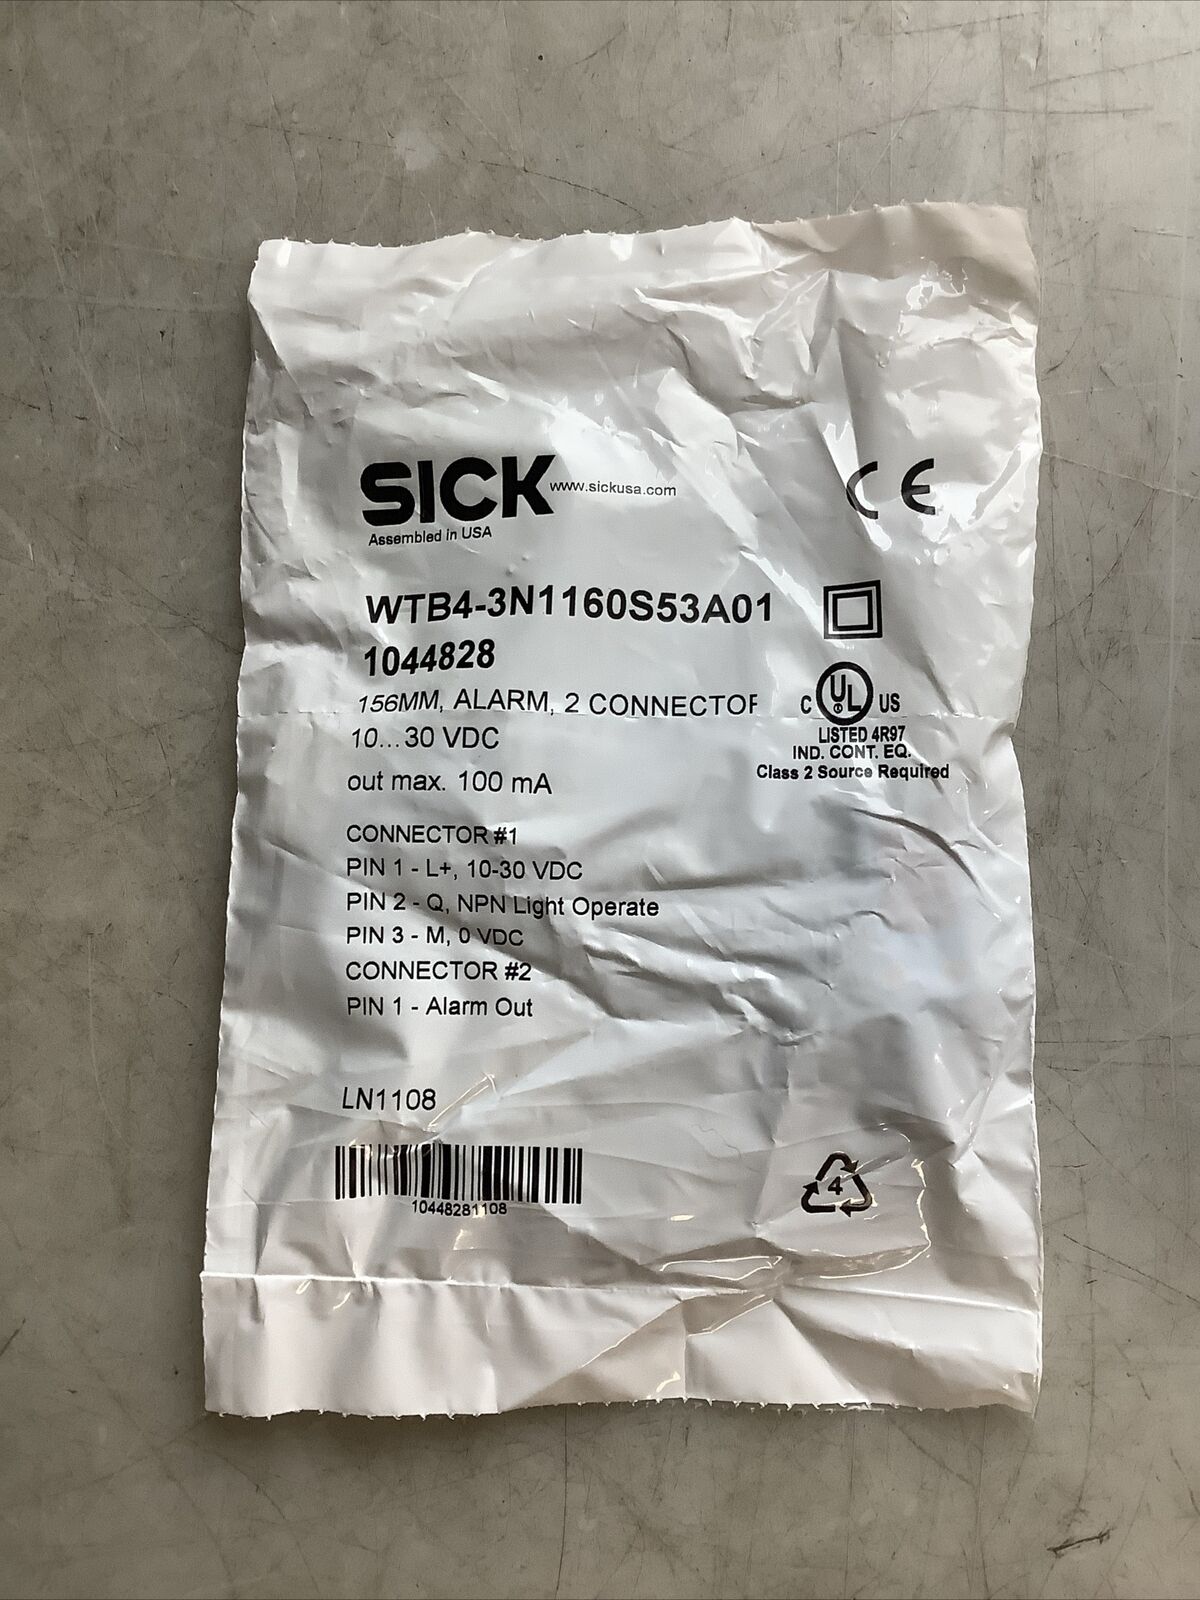 SICK www.sickusa.com
Assembled in USA
CE
WTB4-3N1160S53A01
1044828
156MM, ALARM, 2 CONNECTOR
10...30 VDC
out max. 100 mA
C UL US
LISTED 4R97
IND. CONT. EQ.
Class 2 Source Required
CONNECTOR #1
PIN 1 - L+, 10-30 VDC
PIN 2 - Q, NPN Light Operate
PIN 3 - M, 0 VDC
CONNECTOR #2
PIN 1 - Alarm Out
LN1108
10448281108
4